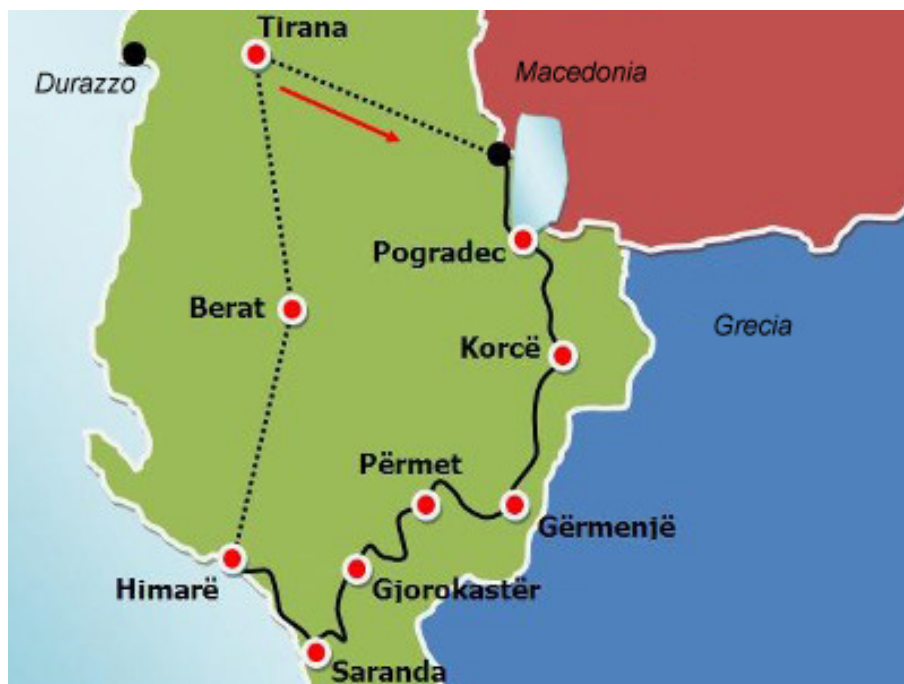 Tirana
Durazzo
Macedonia
Pogradec
Berat
Grecia
Korcë
Përmet
Gërmenjë
Himarë
Gjorokastër
Saranda